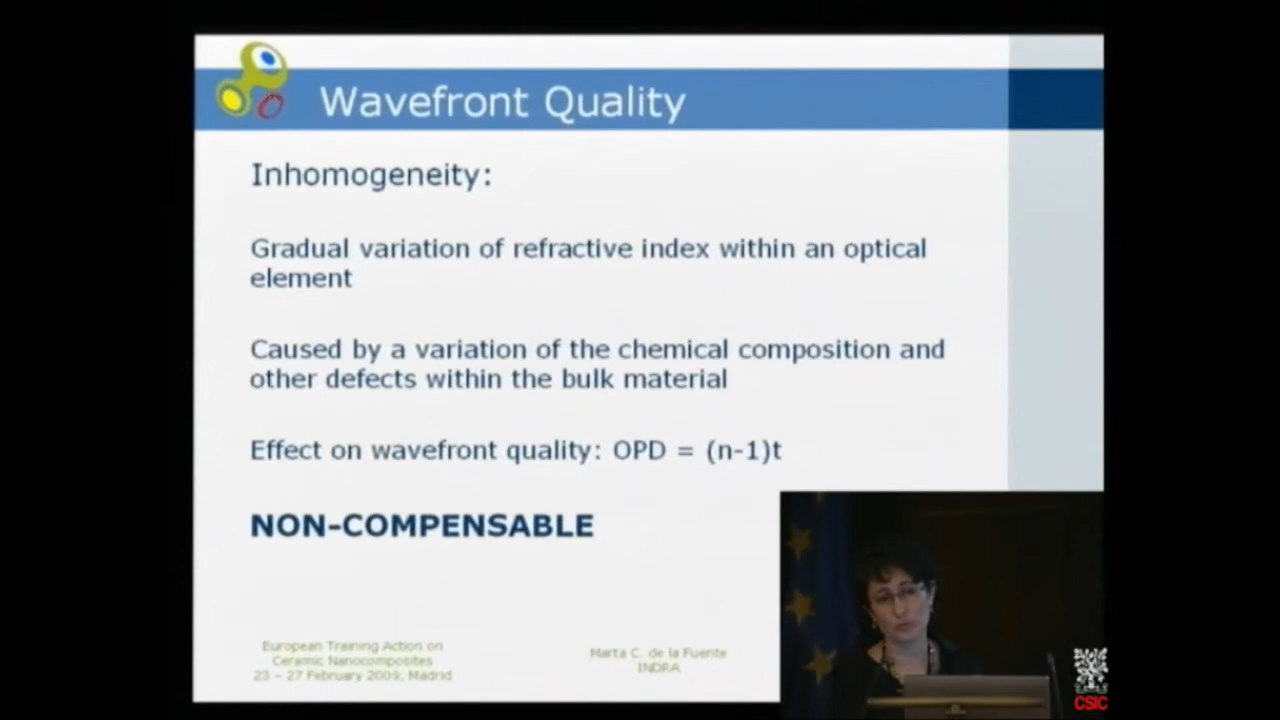 Wavefront Quality
Inhomogeneity:
Gradual variation of refractive index within an optical
element
Caused by a variation of the chemical composition and
other defects within the bulk material
Effect on wavefront quality: OPD = (n-1)t
NON-COMPENSABLE
European Training Action on
Ceramic Nanocomposites
23 – 27 February 2009, Madrid
Marta C. de la Fuente
INDRA
CSIC